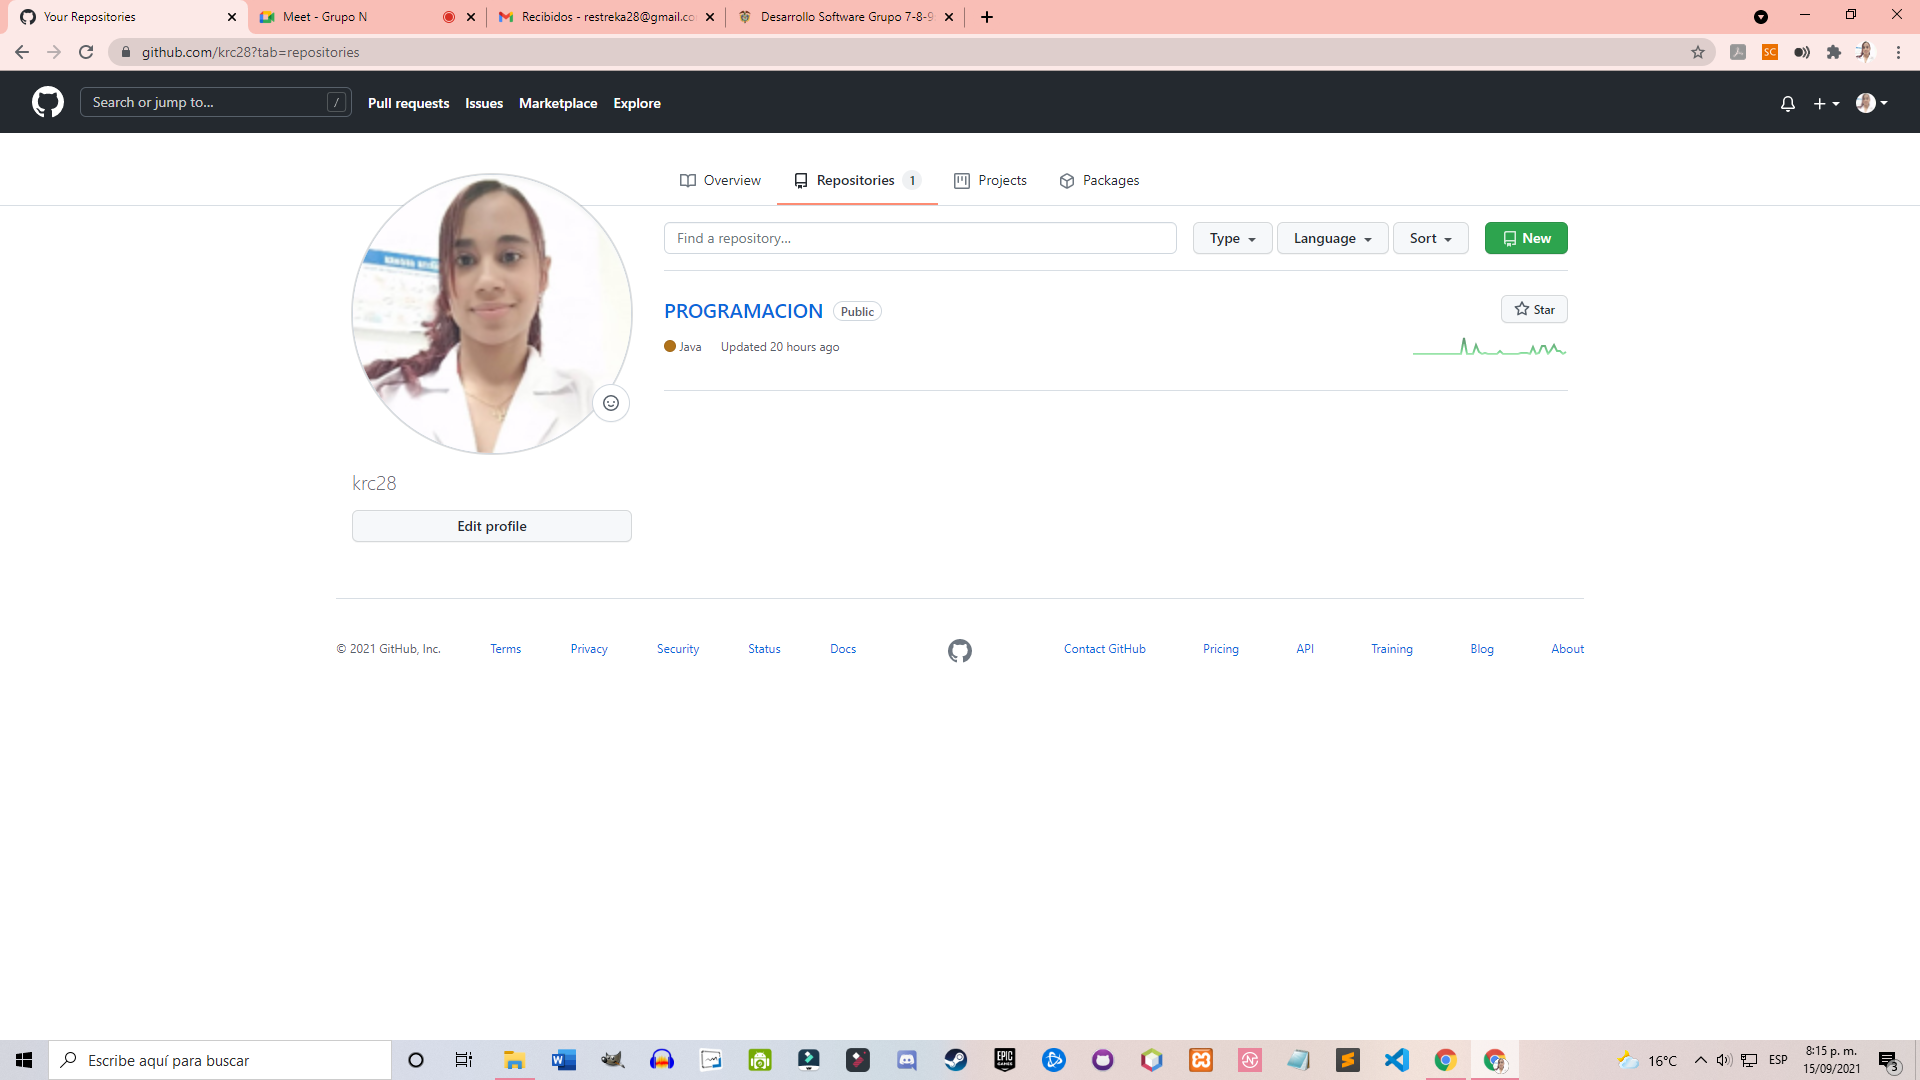 Your Repositories
Meet - Grupo N
Recibidos - restreka28@gmail.co
Desarrollo Software Grupo 7-8-9
github.com/krc28?tab=repositories
SC
Search or jump to...
/
Pull requests
Issues
Marketplace
Explore
Overview
Repositories 1
Projects
Packages
Find a repository...
Type
Language
Sort
New
PROGRAMACION
Public
Star
Java
Updated 20 hours ago
krc28
Edit profile
© 2021 GitHub, Inc.
Terms
Privacy
Security
Status
Docs
Contact GitHub
Pricing
API
Training
Blog
About
Escribe aquí para buscar
EPIC GAMES
16°C
ESP
8:15 p. m.
15/09/2021
3